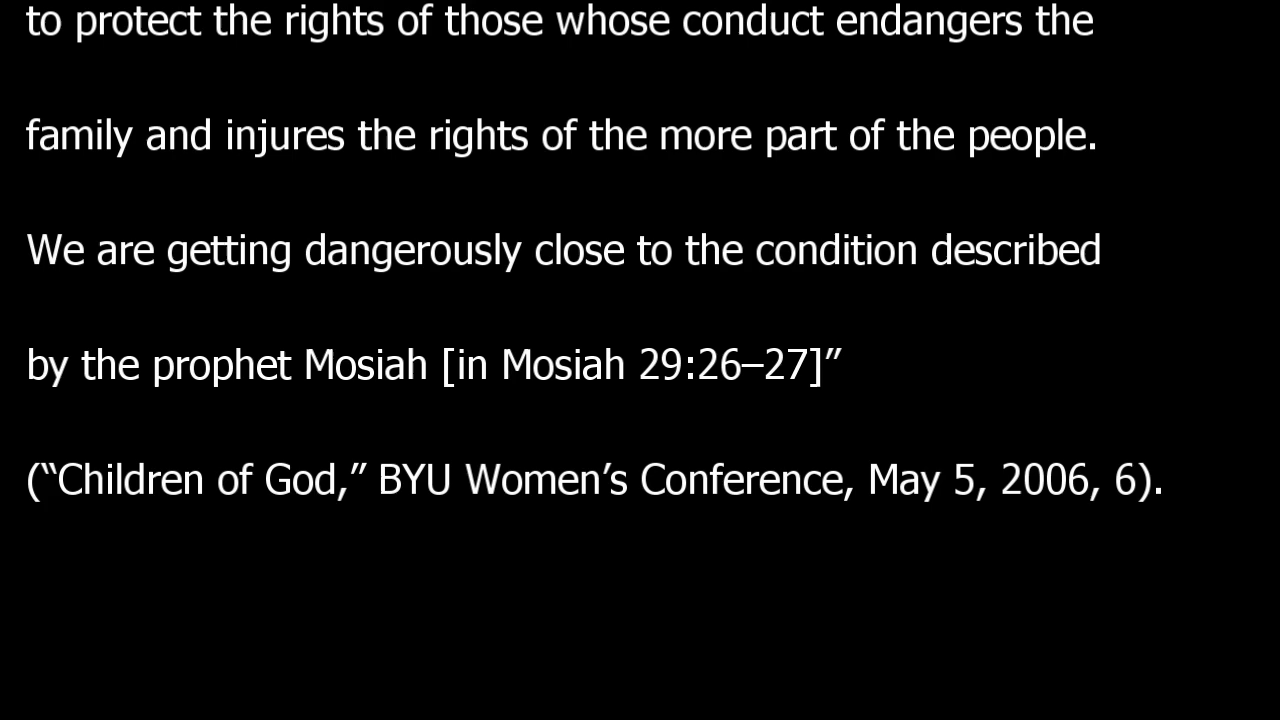 to protect the rights of those whose conduct endangers the
family and injures the rights of the more part of the people.
We are getting dangerously close to the condition described
by the prophet Mosiah [in Mosiah 29:26–27]”
(“Children of God,” BYU Women’s Conference, May 5, 2006, 6).